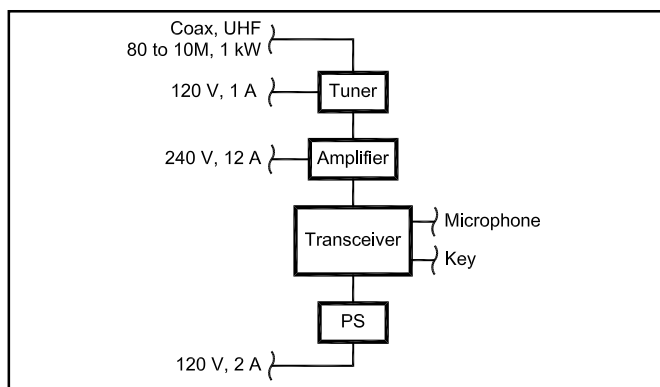 Coax, UHF
80 to 10M, 1 kW
120 V, 1 A
Tuner
240 V, 12 A
Amplifier
Transceiver
Microphone
Key
PS
120 V, 2 A